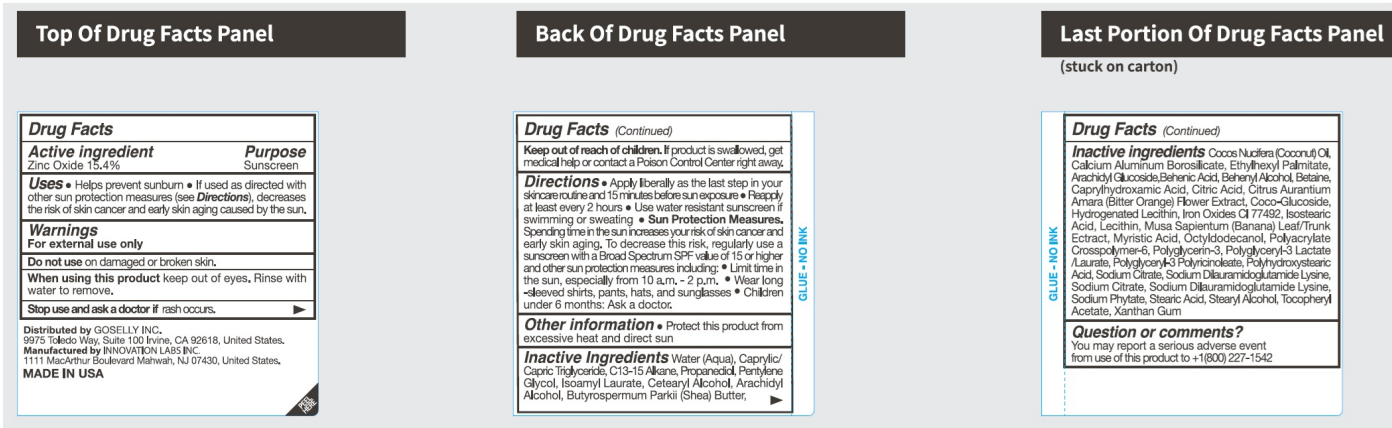 Top Of Drug Facts Panel
Drug Facts
Active ingredient Purpose
Zinc Oxide 15.4% Sunscreen
Uses • Helps prevent sunburn • If used as directed with
other sun protection measures (see Directions), decreases
the risk of skin cancer and early skin aging caused by the sun.
Warnings
For external use only
Do not use on damaged or broken skin.
When using this product keep out of eyes. Rinse with
water to remove.
Stop use and ask a doctor if rash occurs.
Distributed by GOSELLY INC.
9975 Toledo Way, Suite 100 Irvine, CA 92618, United States.
Manufactured by INNOVATION LABS INC.
1111 MacArthur Boulevard Mahwah, NJ 07430, United States.
MADE IN USA
PEEL
HERE
Back Of Drug Facts Panel
Drug Facts (Continued)
Keep out of reach of children. If product is swallowed, get
medical help or contact a Poison Control Center right away.
Directions • Apply liberally as the last step in your
skincare routine and 15 minutes before sun exposure • Reapply
at least every 2 hours • Use water resistant sunscreen if
swimming or sweating • Sun Protection Measures.
Spending time in the sun increases your risk of skin cancer and
early skin aging. To decrease this risk, regularly use a
sunscreen with a Broad Spectrum SPF value of 15 or higher
and other sun protection measures including: • Limit time in
the sun, especially from 10 a.m. - 2 p.m. • Wear long
-sleeved shirts, pants, hats, and sunglasses • Children
under 6 months: Ask a doctor.
Other information • Protect this product from
excessive heat and direct sun
Inactive Ingredients Water (Aqua), Caprylic/
Capric Triglyceride, C13-15 Alkane, Propanediol, Pentylene
Glycol, Isoamyl Laurate, Cetearyl Alcohol, Arachidyl
Alcohol, Butyrospermum Parkii (Shea) Butter,
GLUE - NO INK
Last Portion Of Drug Facts Panel
(stuck on carton)
GLUE - NO INK
Drug Facts (Continued)
Inactive ingredients Cocos Nucifera (Coconut) Oil,
Calcium Aluminum Borosilicate, Ethylhexyl Palmitate,
Arachidyl Glucoside,Behenic Acid, Behenyl Alcohol, Betaine,
Caprylhydroxamic Acid, Citric Acid, Citrus Aurantium
Amara (Bitter Orange) Flower Extract, Coco-Glucoside,
Hydrogenated Lecithin, Iron Oxides CI 77492, Isostearic
Acid, Lecithin, Musa Sapientum (Banana) Leaf/Trunk
Extract, Myristic Acid, Octyldodecanol, Polyacrylate
Crosspolymer-6, Polyglycerin-3, Polyglyceryl-3 Lactate
/Laurate, Polyglyceryl-3 Polyricinoleate, Polyhydroxystearic
Acid, Sodium Citrate, Sodium Dilauramidoglutamide Lysine,
Sodium Citrate, Sodium Dilauramidoglutamide Lysine,
Sodium Phytate, Stearic Acid, Stearyl Alcohol, Tocopheryl
Acetate, Xanthan Gum
Question or comments?
You may report a serious adverse event
from use of this product to +1(800) 227-1542